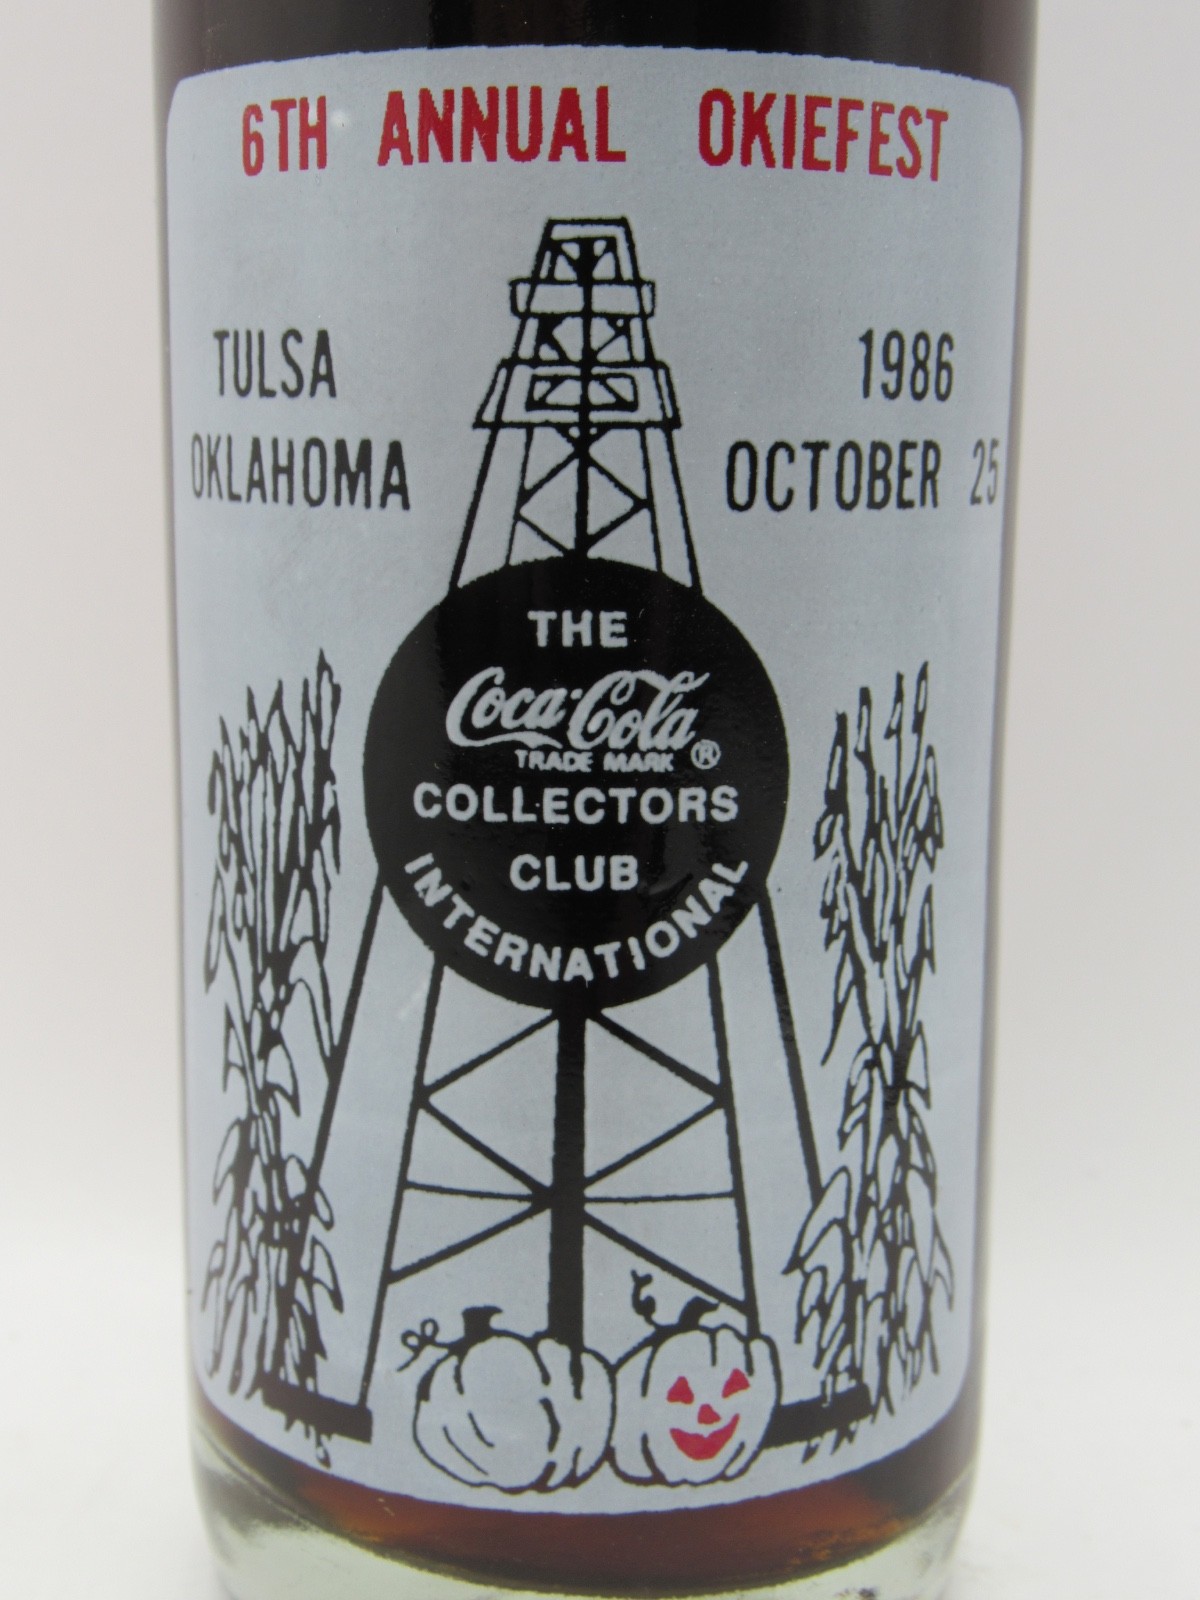 6TH ANNUAL OKIEFEST
TULSA
OKLAHOMA
1986
OCTOBER 25
THE
Coca-Cola
TRADE MARK ®
COLLECTORS
CLUB
INTERNATIONAL